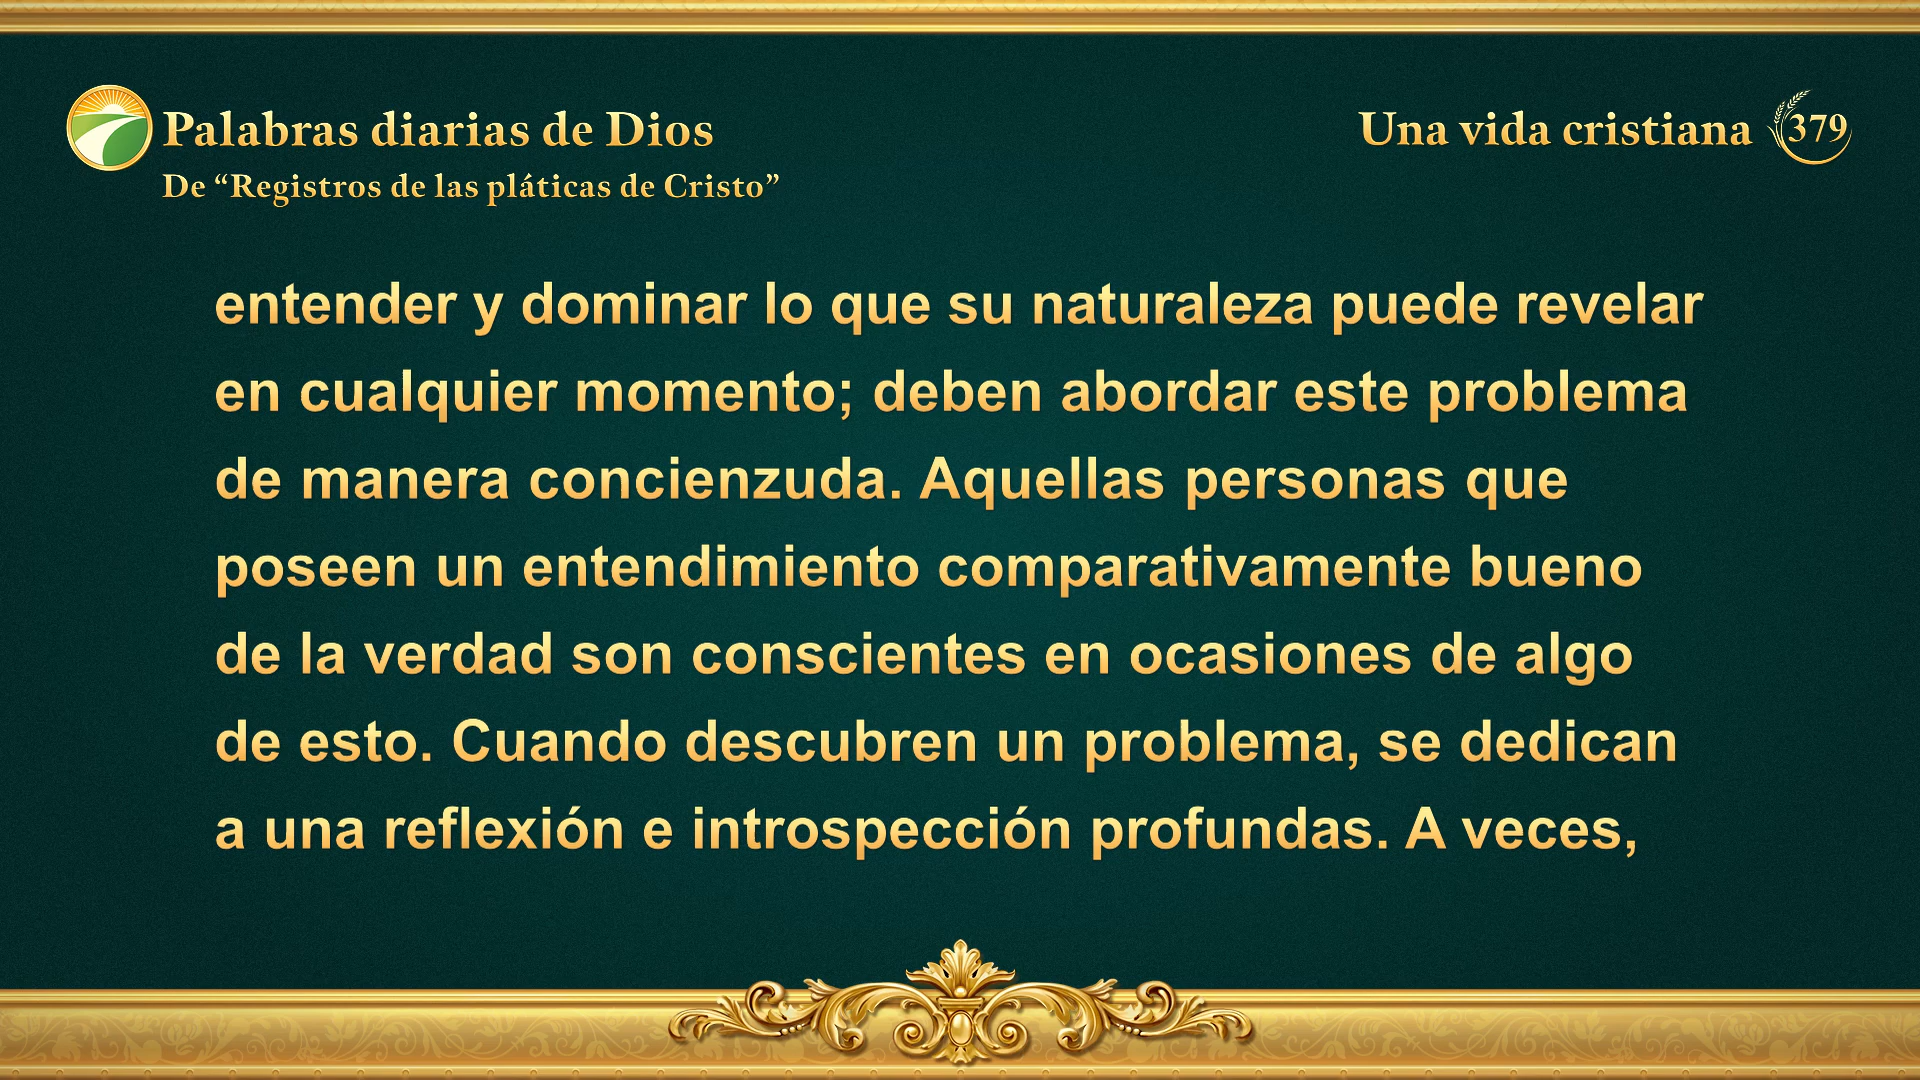 Palabras diarias de Dios
De “Registros de las pláticas de Cristo”
Una vida cristiana 379
entender y dominar lo que su naturaleza puede revelar
en cualquier momento; deben abordar este problema
de manera concienzuda. Aquellas personas que
poseen un entendimiento comparativamente bueno
de la verdad son conscientes en ocasiones de algo
de esto. Cuando descubren un problema, se dedican
a una reflexión e introspección profundas. A veces,